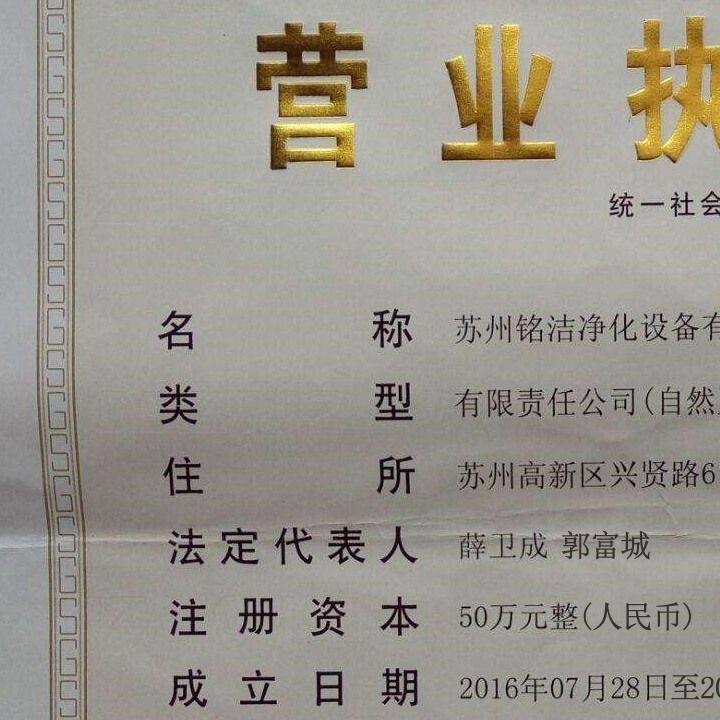 营业执
统一社会
名称 苏州铭洁净化设备有
类型 有限责任公司(自然
住所 苏州高新区兴贤路6
法定代表人 薛卫成 郭富城
注册资本 50万元整(人民币)
成立日期 2016年07月28日至20